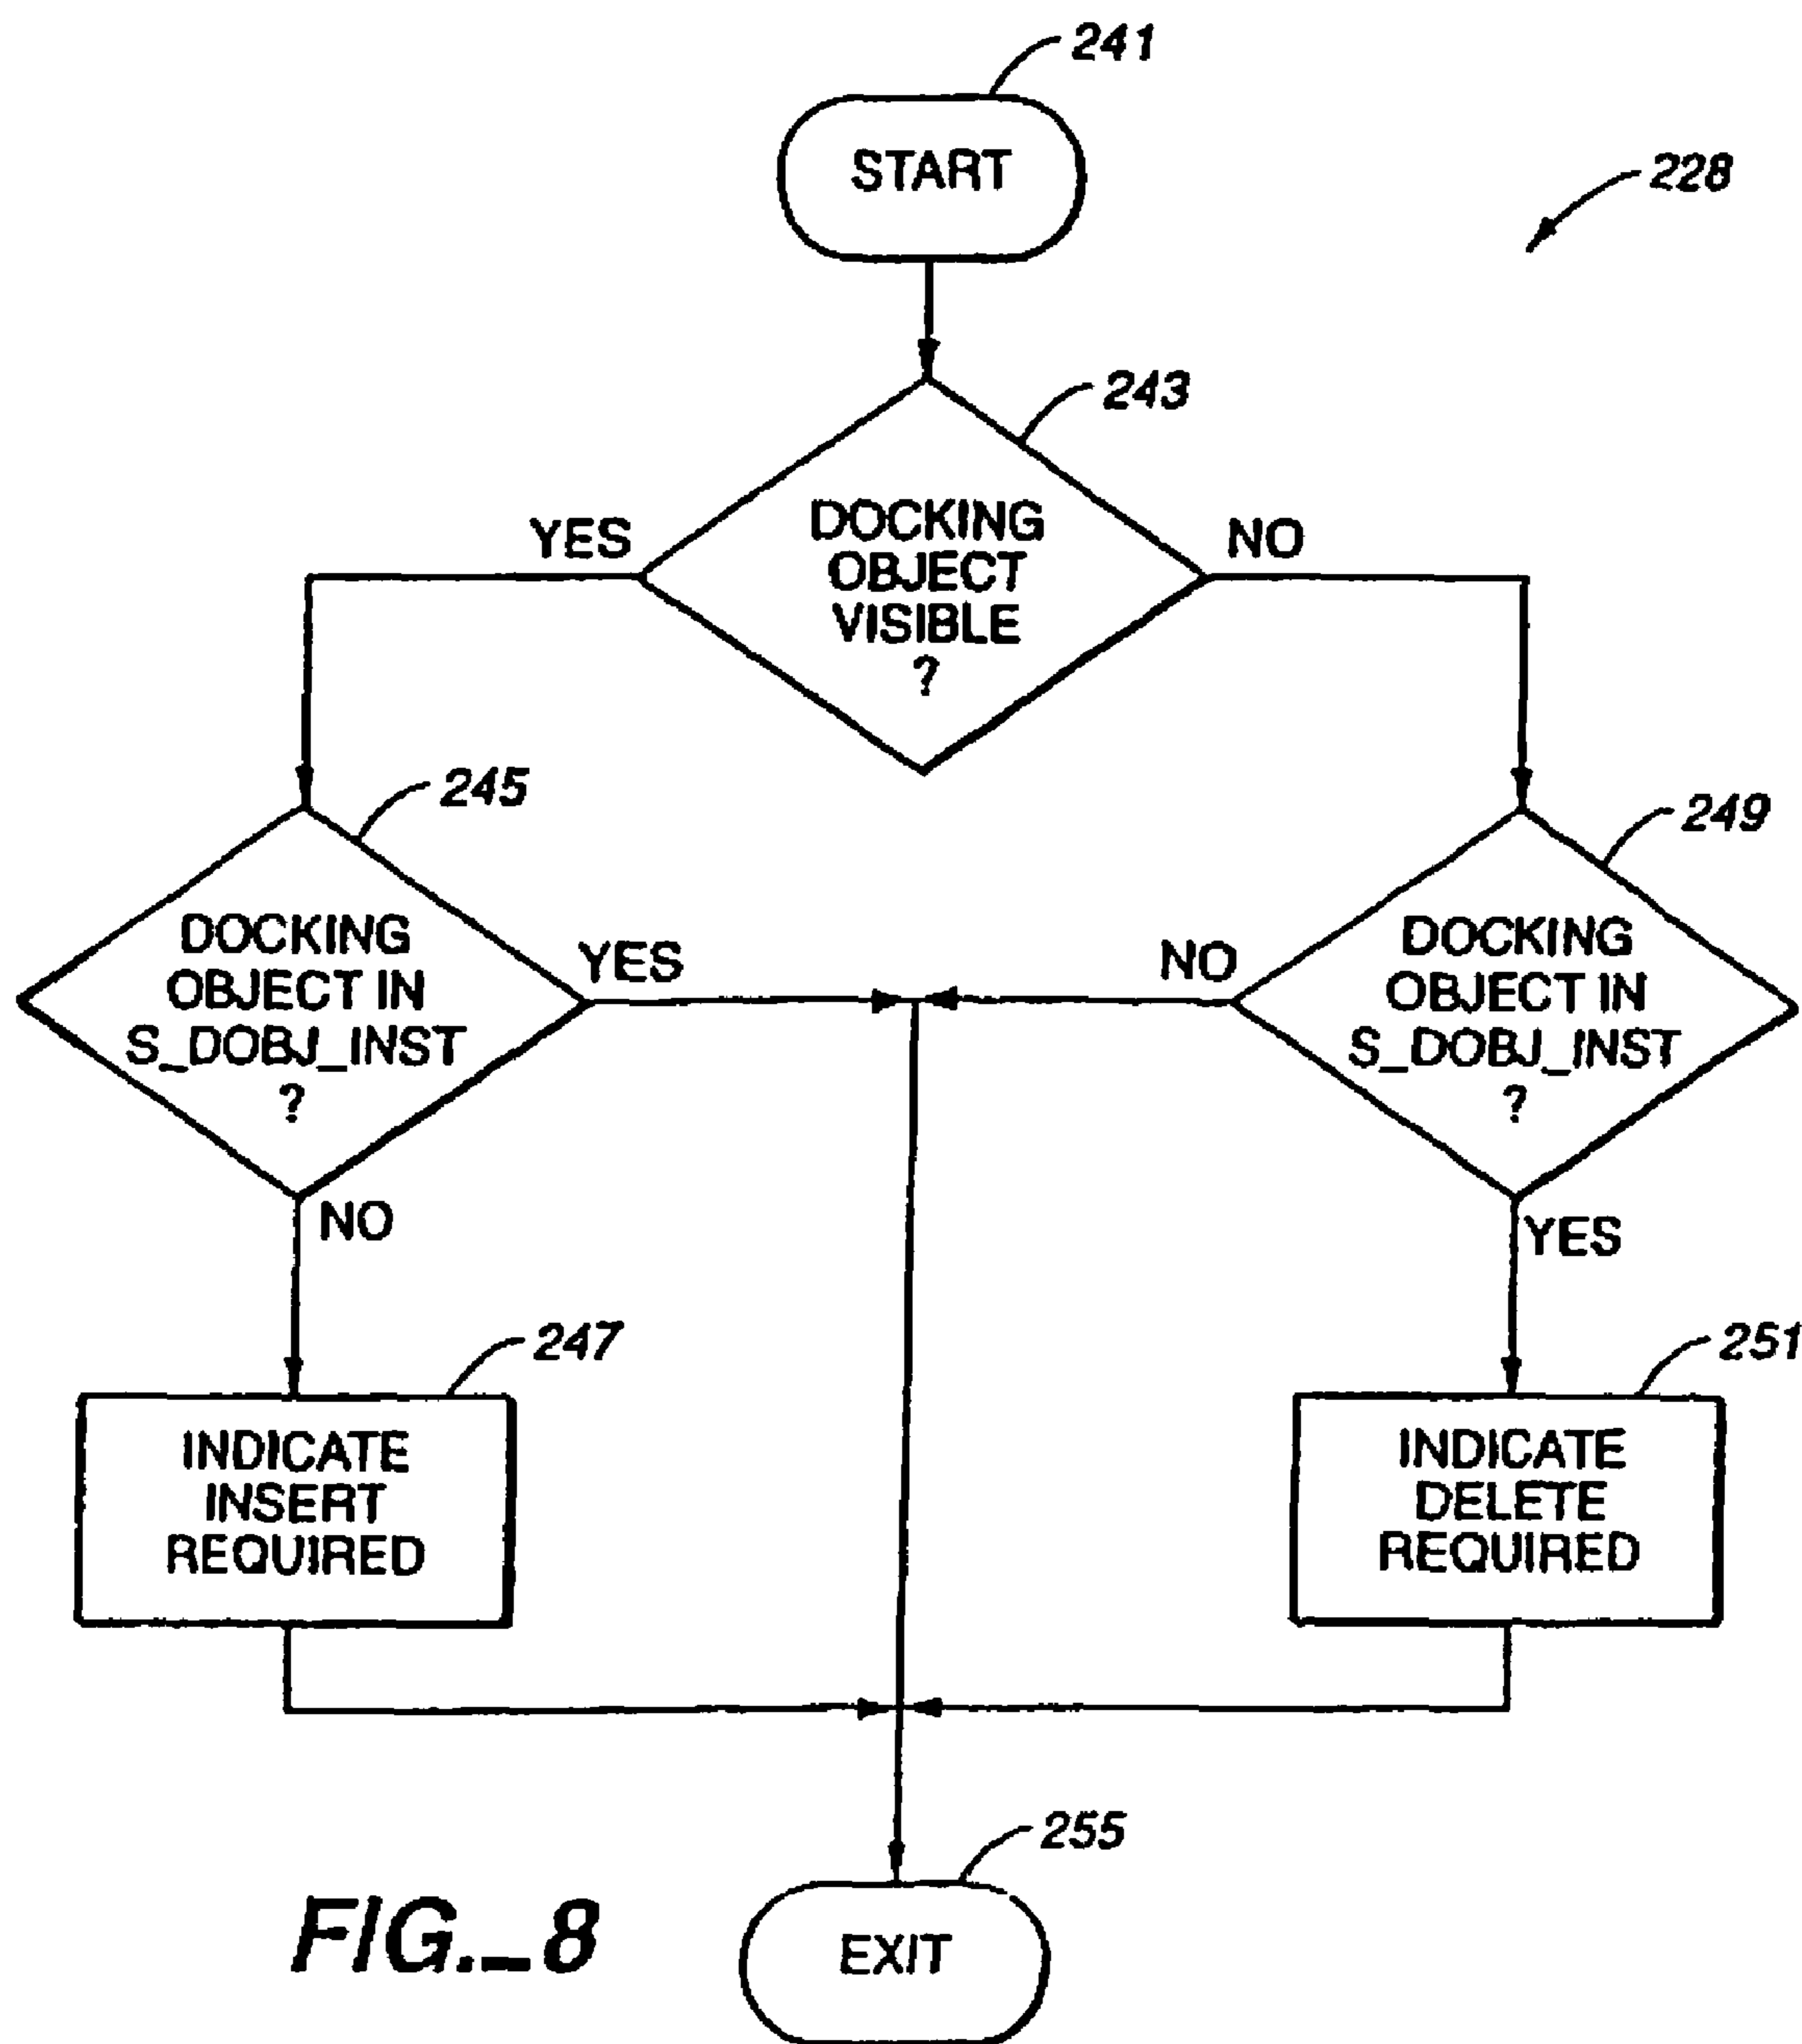 241
START
228
243
DOCKING
OBJECT
VISIBLE
?
YES
NO
245
DOCKING
OBJECT IN
S_DOBJ_INST
?
YES
NO
249
DOCKING
OBJECT IN
S_DOBJ_INST
?
NO
YES
247
INDICATE
INSERT
REQUIRED
251
INDICATE
DELETE
REQUIRED
255
EXIT
FIG._8